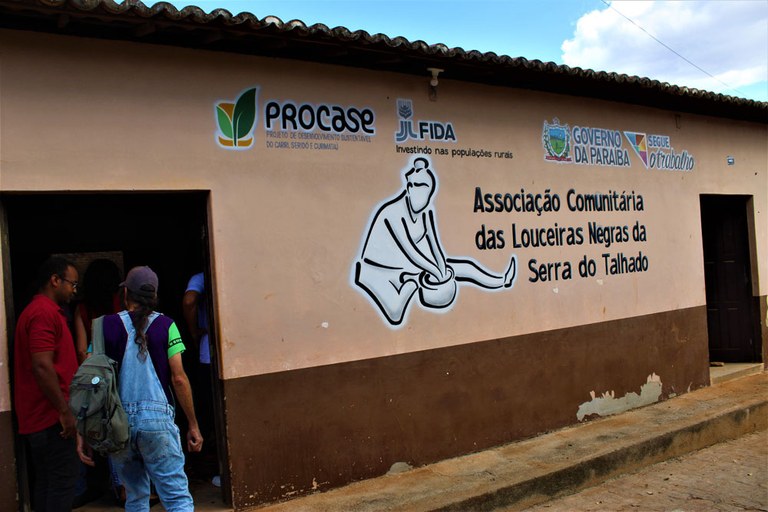 PROCASE
PROJETO DE DESENVOLVIMENTO SUSTENTÁVEL
DO CARIRI, SERIDÓ E CURIMATAÚ
FIDA
Investindo nas populações rurais
GOVERNO
DA PARAÍBA
SEGUE
o trabalho
Associação Comunitária
das Louceiras Negras da
Serra do Talhado